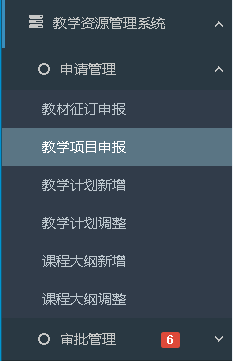 教学资源管理系统
申请管理
教材征订申报
教学项目申报
教学计划新增
教学计划调整
课程大纲新增
课程大纲调整
审批管理 6